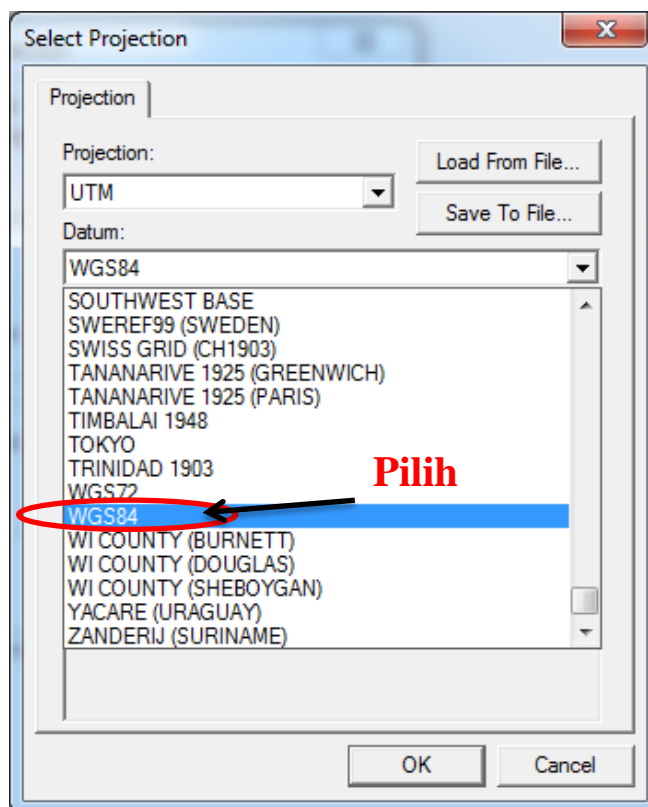 Select Projection
Projection
Projection:
Load From File...
UTM
Save To File...
Datum:
WGS84
SOUTHWEST BASE
SWEREF99 (SWEDEN)
SWISS GRID (CH1903)
TANANARIVE 1925 (GREENWICH)
TANANARIVE 1925 (PARIS)
TIMBALAI 1948
TOKYO
TRINIDAD 1903
Pilih
WGS72
WGS84
WI COUNTY (BURNETT)
WI COUNTY (DOUGLAS)
WI COUNTY (SHEBOYGAN)
YACARE (URAGUAY)
ZANDERIJ (SURINAME)
OK
Cancel